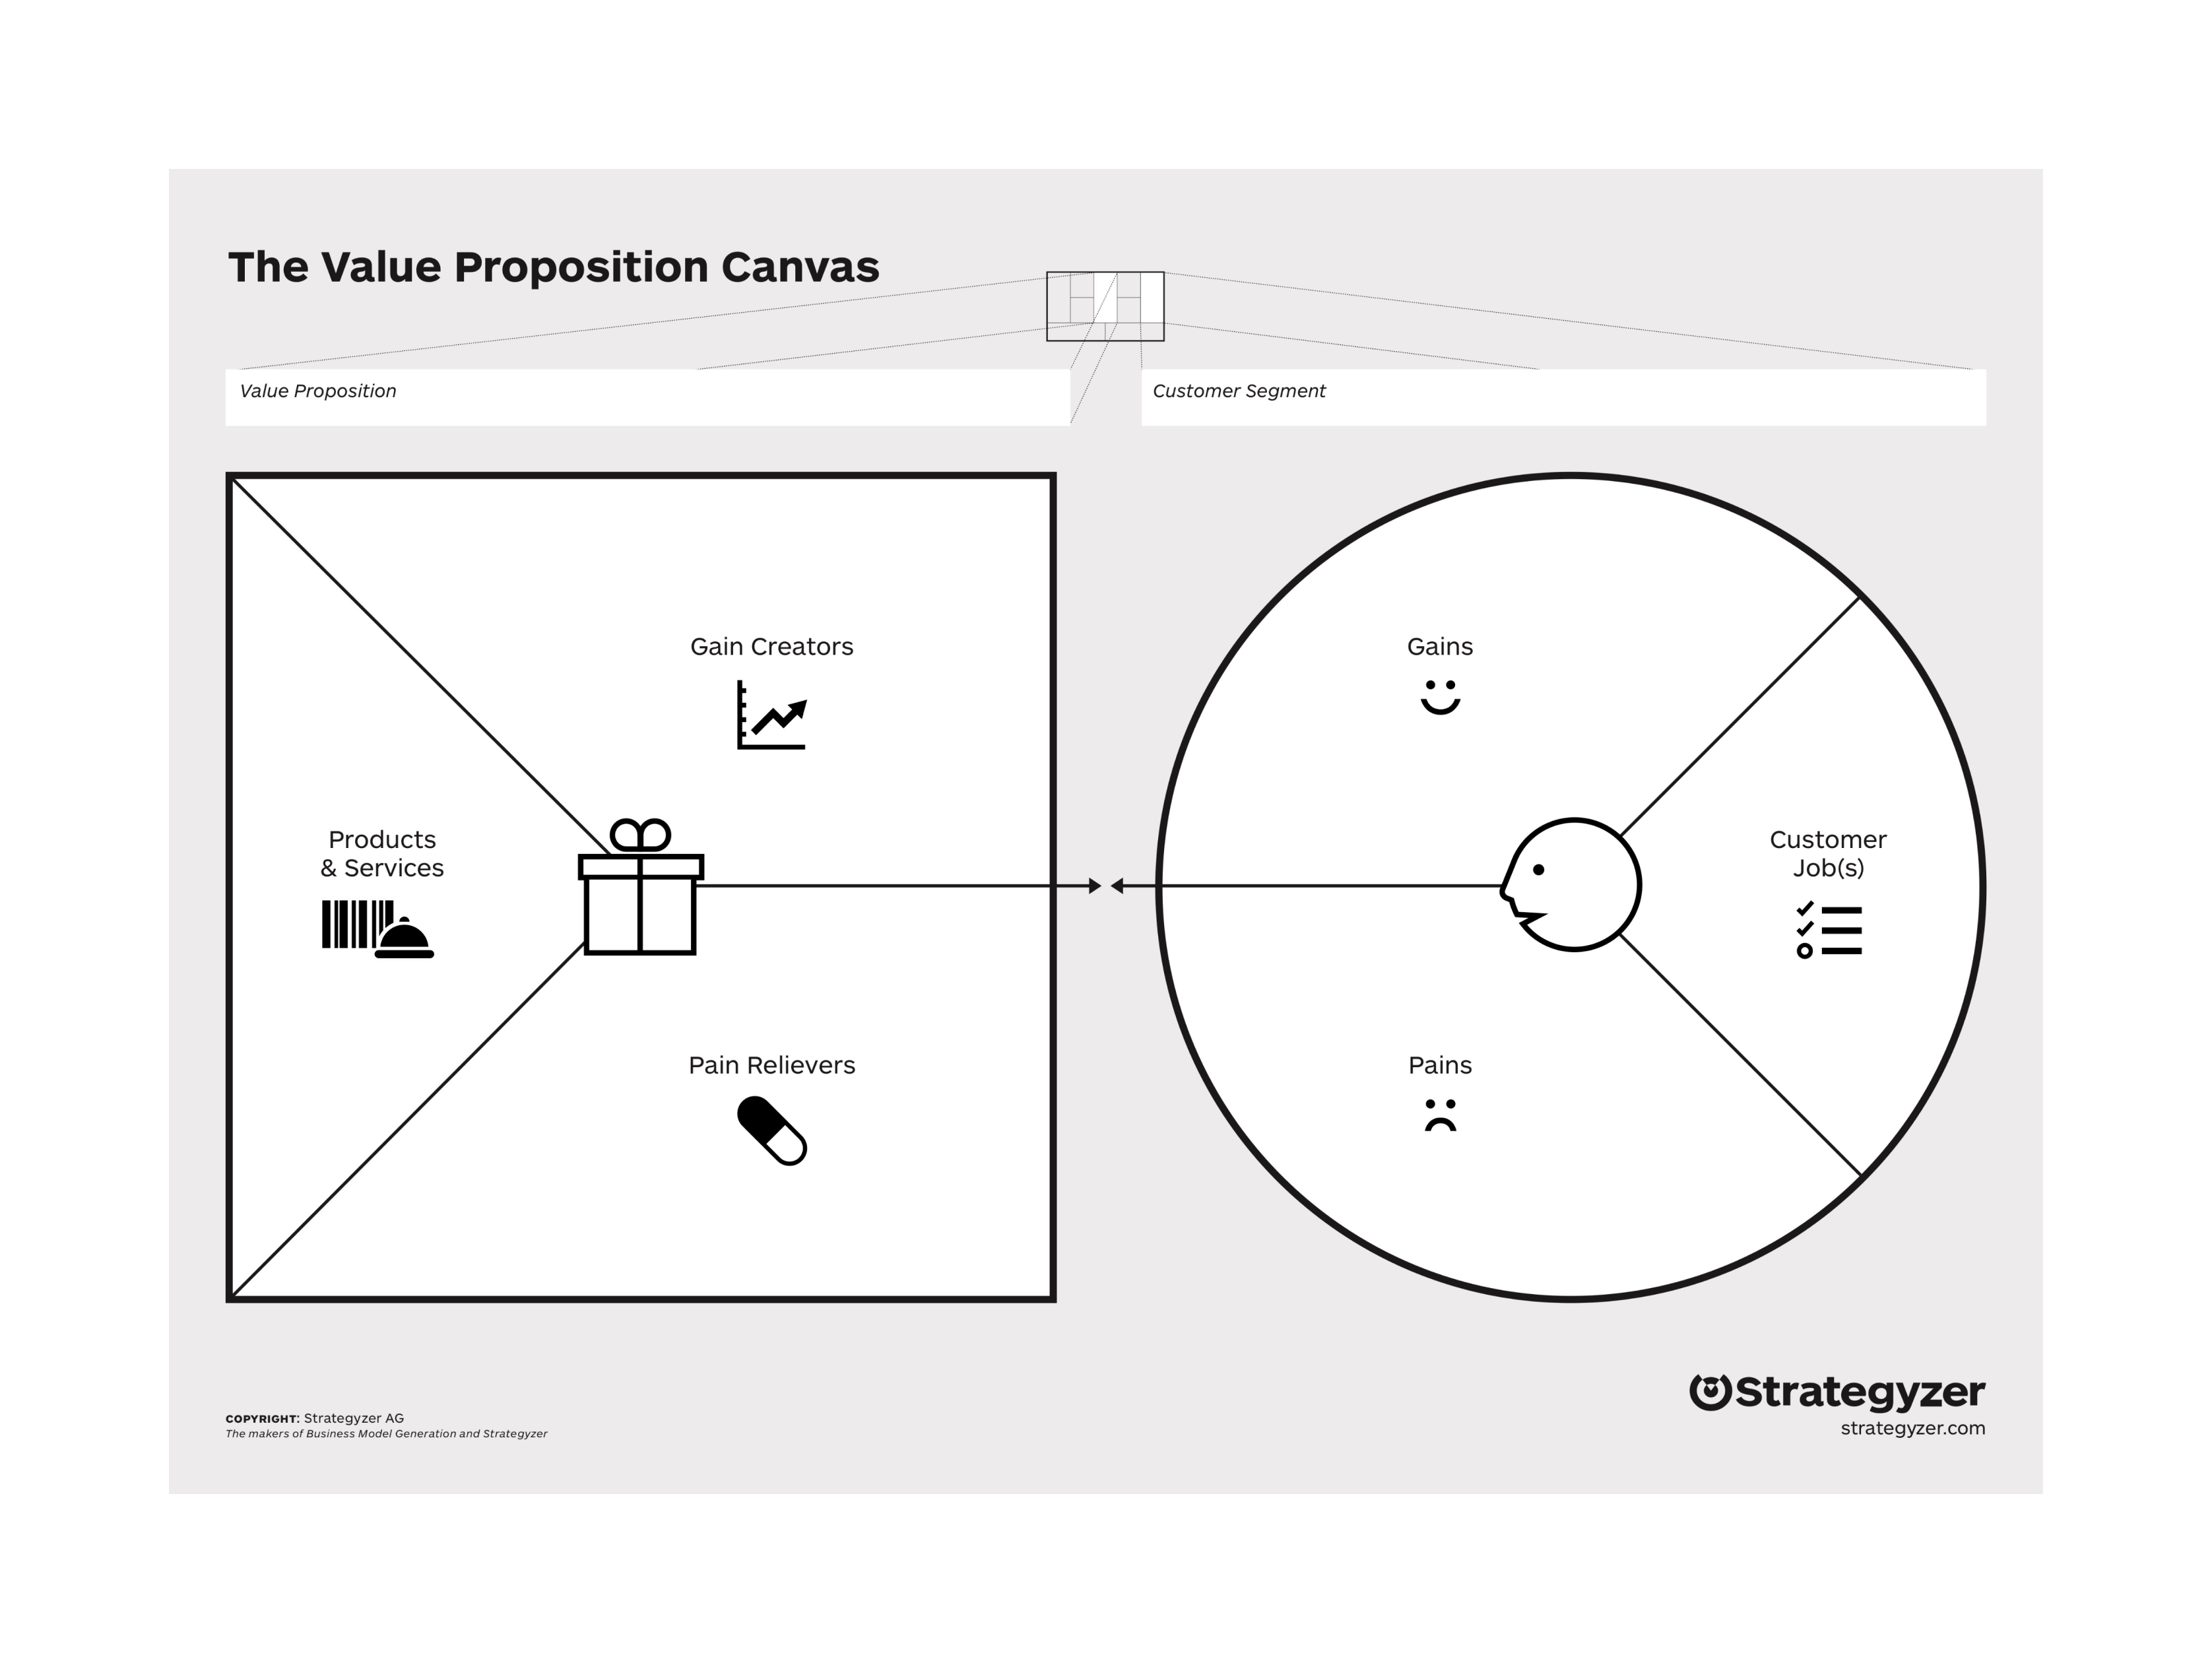 The Value Proposition Canvas
Value Proposition
Customer Segment
Gain Creators
Gains
Products
& Services
Customer
Job(s)
Pain Relievers
Pains
COPYRIGHT: Strategyzer AG
The makers of Business Model Generation and Strategyzer
Strategyzer
strategyzer.com